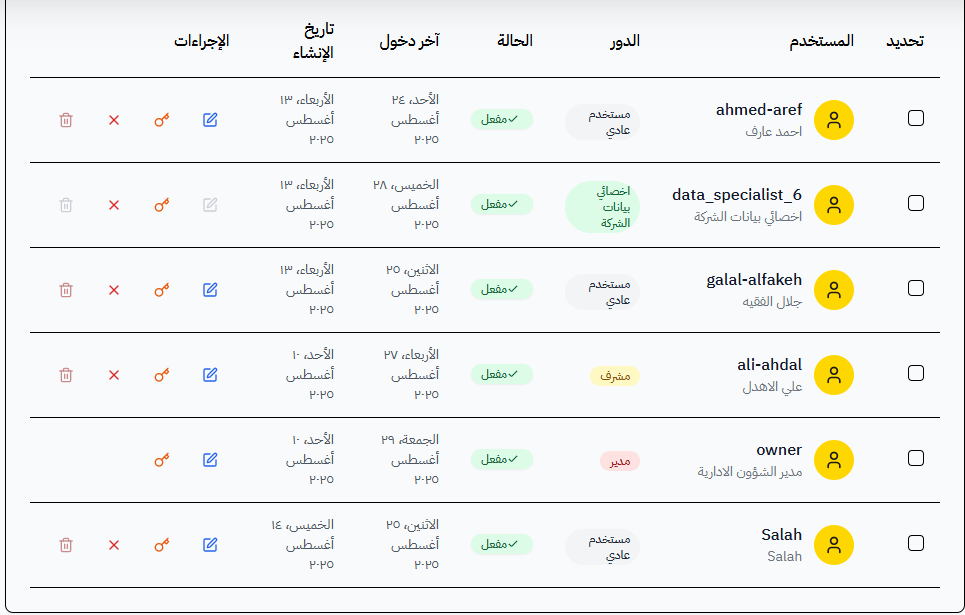 تحديد المستخدم الدور الحالة آخر دخول تاريخ الإنشاء الإجراءات
ahmed-aref
احمد عارف
مستخدم عادي
مفعل
الأحد، ٢٤ أغسطس ٢٠٢٥
الأربعاء، ١٣ أغسطس ٢٠٢٥
data_specialist_6
اخصائي بيانات الشركة
اخصائي بيانات الشركة
مفعل
الخميس، ٢٨ أغسطس ٢٠٢٥
الأربعاء، ١٣ أغسطس ٢٠٢٥
galal-alfakeh
جلال الفقيه
مستخدم عادي
مفعل
الاثنين، ٢٥ أغسطس ٢٠٢٥
الأربعاء، ١٣ أغسطس ٢٠٢٥
ali-ahdal
علي الاهدل
مشرف
مفعل
الأربعاء، ٢٧ أغسطس ٢٠٢٥
الأحد، ١٠ أغسطس ٢٠٢٥
owner
مدير الشؤون الادارية
مدير
مفعل
الجمعة، ٢٩ أغسطس ٢٠٢٥
الأحد، ١٠ أغسطس ٢٠٢٥
Salah
Salah
مستخدم عادي
مفعل
الاثنين، ٢٥ أغسطس ٢٠٢٥
الخميس، ١٤ أغسطس ٢٠٢٥